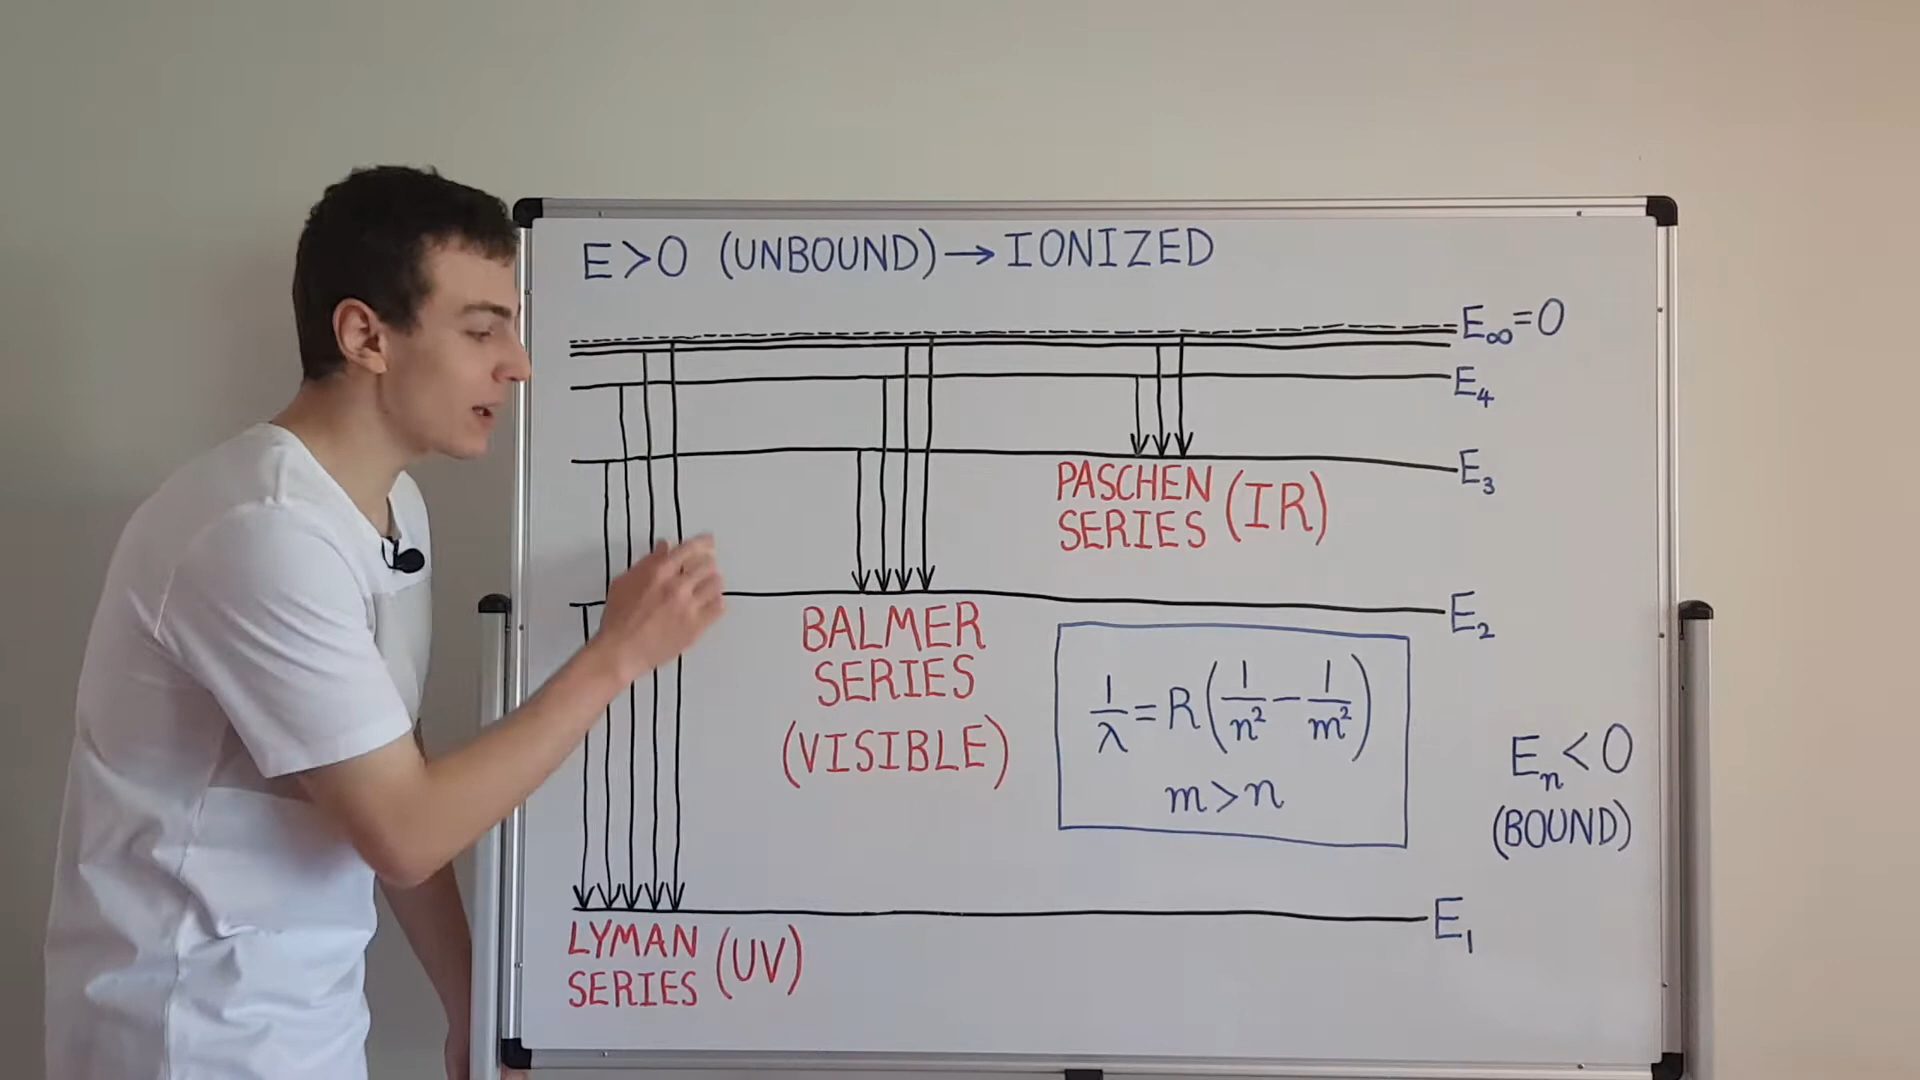 E>0 (UNBOUND)→IONIZED
E∞=0
E₄
E₃
PASCHEN
SERIES (IR)
E₂
BALMER
SERIES
(VISIBLE)
1/λ=R(1/n²-1/m²)
m>n
Eₙ<0
(BOUND)
E₁
LYMAN
SERIES (UV)